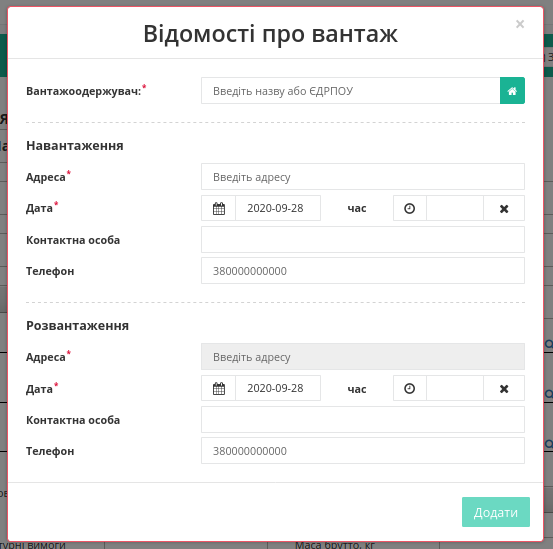 Відомості про вантаж
×
Вантажоодержувач:* Введіть назву або ЄДРПОУ
Навантаження
Адреса* Введіть адресу
Дата* 2020-09-28 час
Контактна особа
Телефон 380000000000
Розвантаження
Адреса* Введіть адресу
Дата* 2020-09-28 час
Контактна особа
Телефон 380000000000
Додати
Маса брутто, кг